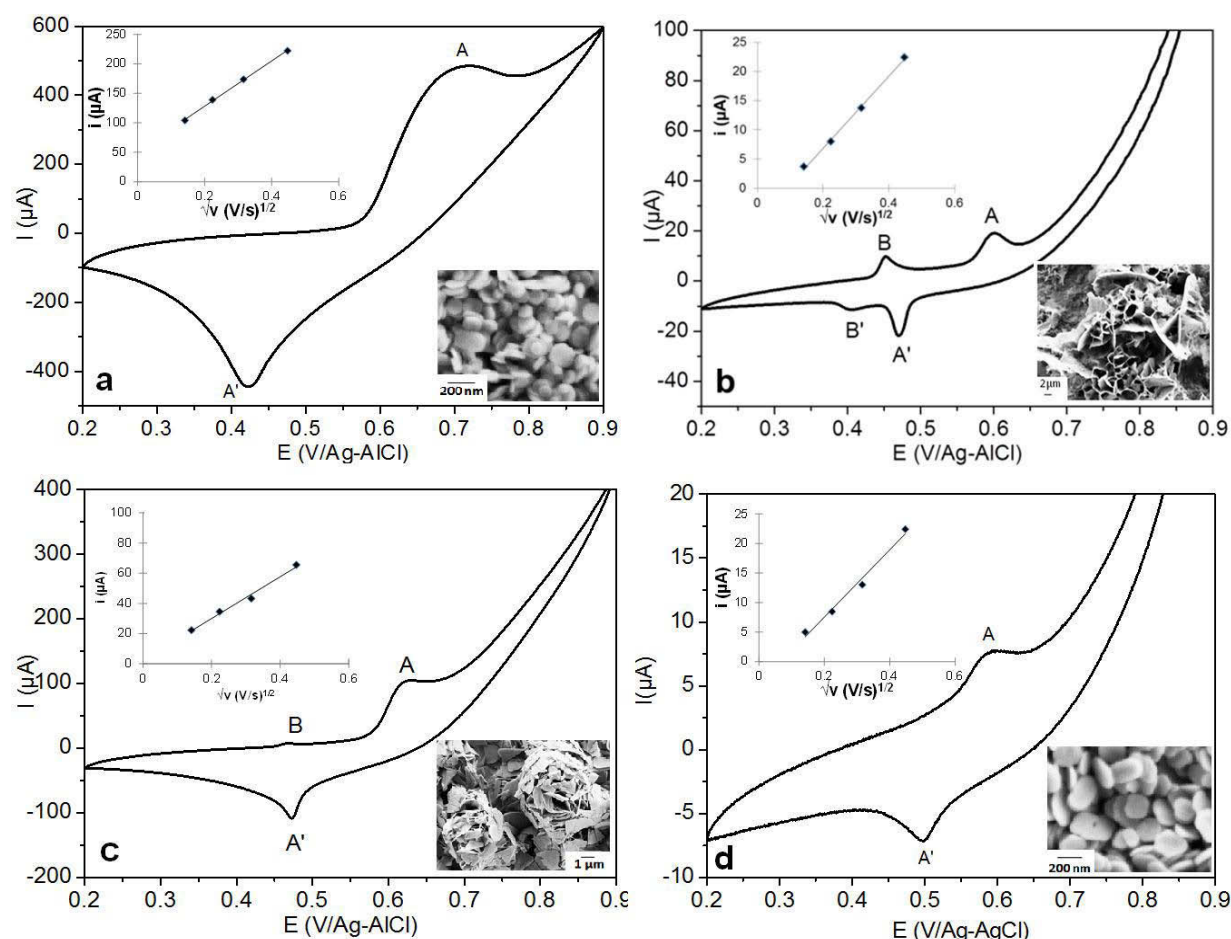 600
400
200
0
-200
-400
I (µA)
0.2 0.3 0.4 0.5 0.6 0.7 0.8 0.9
E (V/Ag-AlCl)
a
A
A'
250
200
150
100
50
0
i (µA)
0 0.2 0.4 0.6
√v (V/s)1/2
200 nm
100
80
60
40
20
0
-20
-40
I (µA)
0.2 0.3 0.4 0.5 0.6 0.7 0.8 0.9
E (V/Ag-AlCl)
b
B
A
B'
A'
25
20
15
10
5
0
i (µA)
0 0.2 0.4 0.6
√v (V/s)1/2
2µm
400
300
200
100
0
-100
-200
I (µA)
0.2 0.3 0.4 0.5 0.6 0.7 0.8 0.9
E (V/Ag-AlCl)
c
B
A
A'
100
80
60
40
20
0
i (µA)
0 0.2 0.4 0.6
√v (V/s)1/2
1 µm
20
15
10
5
0
-5
-10
I(µA)
0.2 0.3 0.4 0.5 0.6 0.7 0.8 0.9
E (V/Ag-AgCl)
d
A
A'
25
20
15
10
5
0
i (µA)
0 0.2 0.4 0.6
√v (V/s)1/2
200 nm